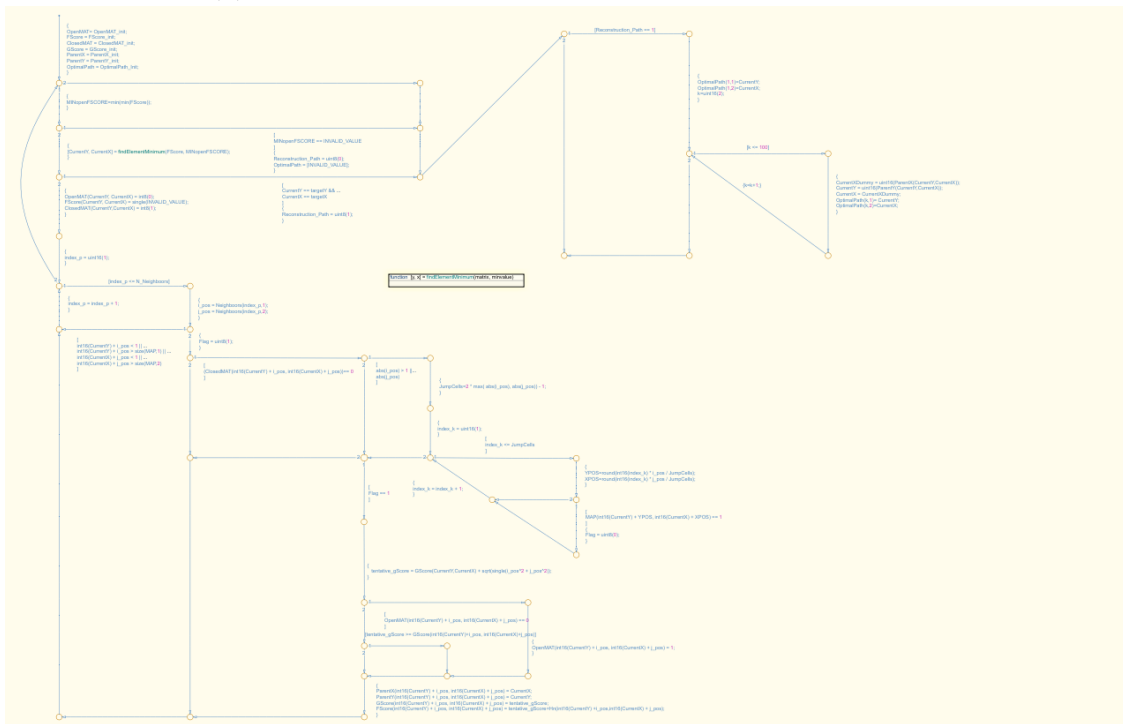 {
OpenMAT= OpenMAT_init;
FScore = FScore_init;
ClosedMAT = ClosedMAT_init;
GScore = GScore_init;
ParentX = ParentX_init;
ParentY = ParentY_init;
OptimalPath = OptimalPath_init;
}
{
MINopenFSCORE=min(min(FScore));
}
{
[CurrentY, CurrentX] = findElementMinimum(FScore, MINopenFSCORE);
}
[
MINopenFSCORE == INVALID_VALUE
]
{
Reconstruction_Path = uint8(0);
OptimalPath = [INVALID_VALUE];
}
{
OpenMAT(CurrentY, CurrentX) = int8(0);
FScore(CurrentY, CurrentX) = single(INVALID_VALUE);
ClosedMAT(CurrentY,CurrentX) = int8(1);
}
[
CurrentY == targetY && ...
CurrentX == targetX
]
{
Reconstruction_Path = uint8(1);
}
{
index_p = uint16(1);
}
[Reconstruction_Path == 1]
{
OptimalPath(1,1)=CurrentY;
OptimalPath(1,2)=CurrentX;
k=uint16(2);
}
[k <= 100]
{k=k+1;}
{
CurrentXDummy = uint16(ParentX(CurrentY,CurrentX));
CurrentY = uint16(ParentY(CurrentY,CurrentX));
CurrentX = CurrentXDummy;
OptimalPath(k,1)= CurrentY;
OptimalPath(k,2)=CurrentX;
}
function [y, x] = findElementMinimum(matrix, minvalue)
[index_p <= N_Neighboors]
{
index_p = index_p + 1;
}
{
i_pos = Neighboors(index_p,1);
j_pos = Neighboors(index_p,2);
}
{
Flag = uint8(1);
}
[
int16(CurrentY) + i_pos < 1 || ...
int16(CurrentY) + i_pos > size(MAP,1) || ...
int16(CurrentX) + j_pos < 1 || ...
int16(CurrentX) + j_pos > size(MAP,2)
]
[
(ClosedMAT(int16(CurrentY) + i_pos, int16(CurrentX) + j_pos)== 0
]
[
abs(i_pos) > 1 ||...
abs(j_pos)
]
{
JumpCells=2 * max( abs(i_pos), abs(j_pos)) - 1;
}
{
index_k = uint16(1);
}
[
index_k <= JumpCells
]
{
YPOS=round(int16(index_k) * i_pos / JumpCells);
XPOS=round(int16(index_k) * j_pos / JumpCells);
}
{
index_k = index_k + 1;
}
[
Flag == 1
]
[
MAP(int16(CurrentY) + YPOS, int16(CurrentX) + XPOS) == 1
]
{
Flag = uint8(0);
}
{
tentative_gScore = GScore(CurrentY,CurrentX) + sqrt(single(i_pos^2 + j_pos^2));
}
[
OpenMAT(int16(CurrentY) + i_pos, int16(CurrentX) + j_pos) == 0
]
[tentative_gScore >= GScore(int16(CurrentY)+i_pos, int16(CurrentX)+j_pos)]
{
OpenMAT(int16(CurrentY) + i_pos, int16(CurrentX) + j_pos) = 1;
}
{
ParentX(int16(CurrentY) + i_pos, int16(CurrentX) + j_pos) = CurrentX;
ParentY(int16(CurrentY) + i_pos, int16(CurrentX) + j_pos) = CurrentY;
GScore(int16(CurrentY) + i_pos, int16(CurrentX) + j_pos) = tentative_gScore;
FScore(int16(CurrentY) + i_pos, int16(CurrentX) + j_pos) = tentative_gScore+Hn(int16(CurrentY) +i_pos,int16(CurrentX) + j_pos);
}